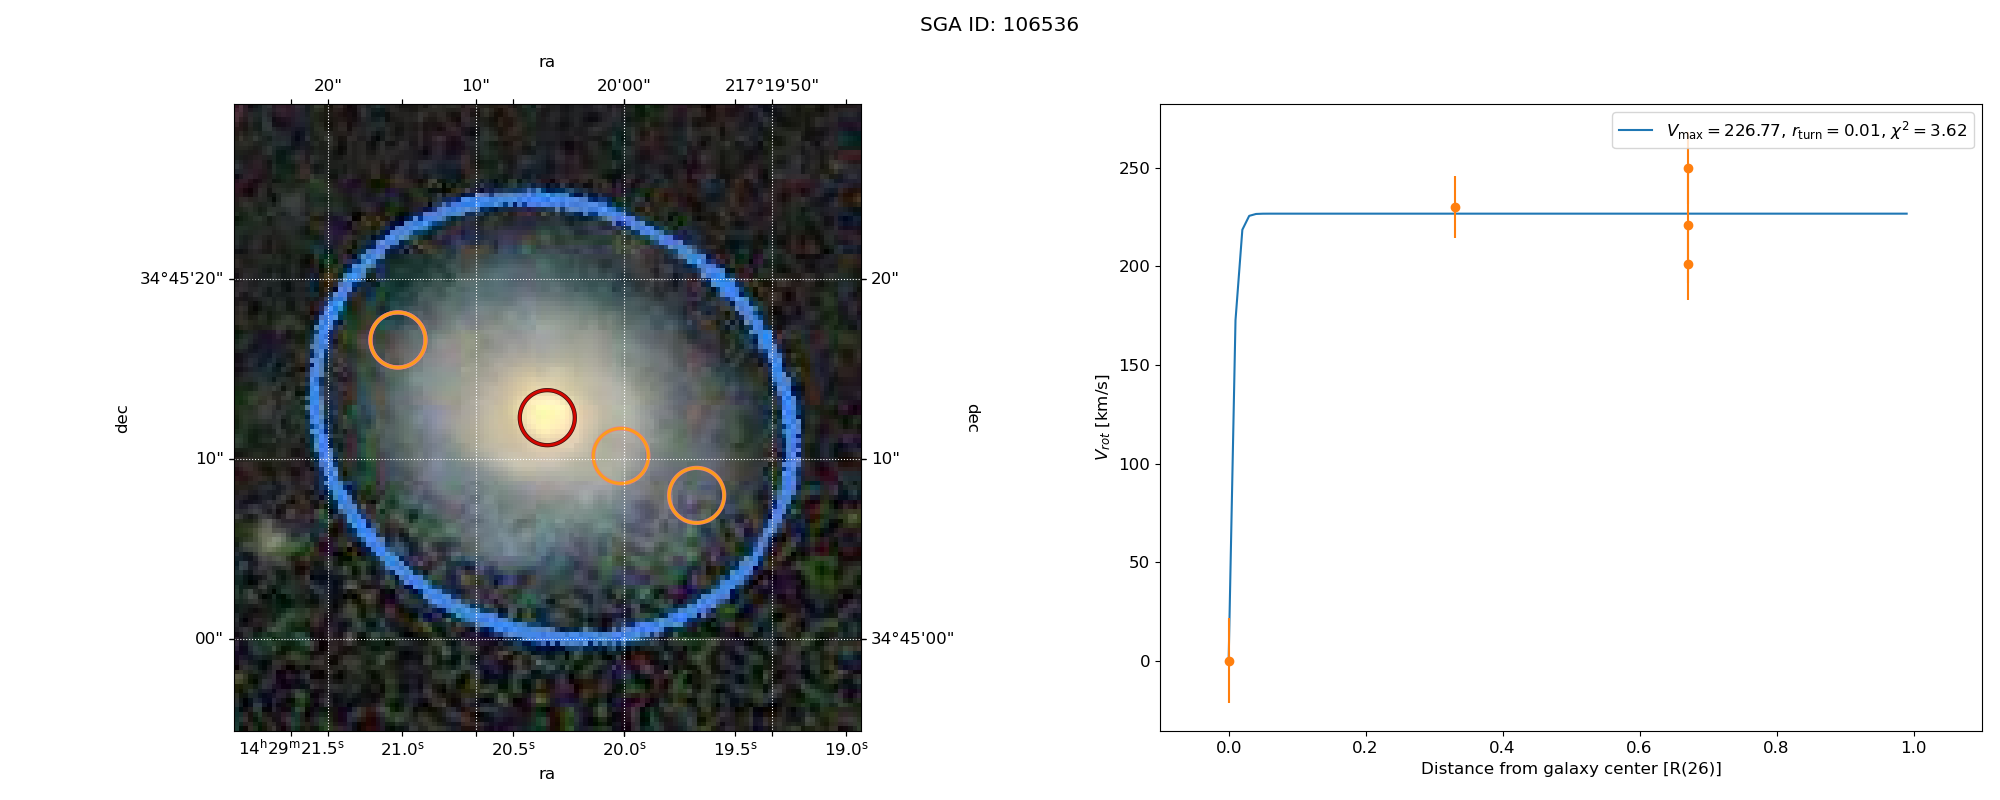 SGA ID: 106536
ra
20" 10" 20'00" 217°19'50"
34°45'20" 20"
dec dec
10" 10"
00" 34°45'00"
14ʰ29ᵐ21.5ˢ 21.0ˢ 20.5ˢ 20.0ˢ 19.5ˢ 19.0ˢ
ra
V_max = 226.77, r_turn = 0.01, χ² = 3.62
250
200
150
100
50
0
V_rot [km/s]
0.0 0.2 0.4 0.6 0.8 1.0
Distance from galaxy center [R(26)]